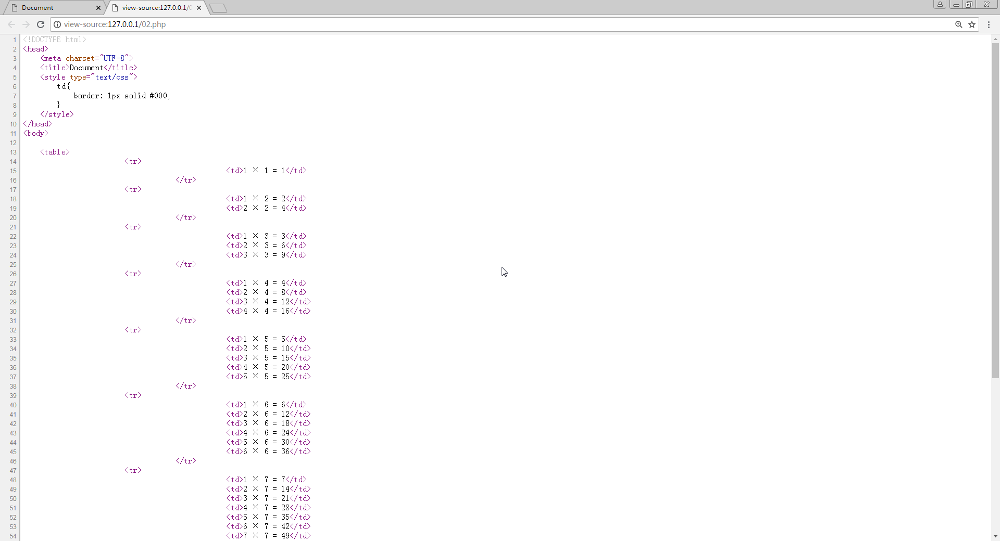 Document
view-source:127.0.0.1/0
view-source:127.0.0.1/02.php
1 <!DOCTYPE html>
2 <head>
3 <meta charset="UTF-8">
4 <title>Document</title>
5 <style type="text/css">
6 td{
7 border: 1px solid #000;
8 }
9 </style>
10 </head>
11 <body>
12
13 <table>
14 <tr>
15 <td>1 × 1 = 1</td>
16 </tr>
17 <tr>
18 <td>1 × 2 = 2</td>
19 <td>2 × 2 = 4</td>
20 </tr>
21 <tr>
22 <td>1 × 3 = 3</td>
23 <td>2 × 3 = 6</td>
24 <td>3 × 3 = 9</td>
25 </tr>
26 <tr>
27 <td>1 × 4 = 4</td>
28 <td>2 × 4 = 8</td>
29 <td>3 × 4 = 12</td>
30 <td>4 × 4 = 16</td>
31 </tr>
32 <tr>
33 <td>1 × 5 = 5</td>
34 <td>2 × 5 = 10</td>
35 <td>3 × 5 = 15</td>
36 <td>4 × 5 = 20</td>
37 <td>5 × 5 = 25</td>
38 </tr>
39 <tr>
40 <td>1 × 6 = 6</td>
41 <td>2 × 6 = 12</td>
42 <td>3 × 6 = 18</td>
43 <td>4 × 6 = 24</td>
44 <td>5 × 6 = 30</td>
45 <td>6 × 6 = 36</td>
46 </tr>
47 <tr>
48 <td>1 × 7 = 7</td>
49 <td>2 × 7 = 14</td>
50 <td>3 × 7 = 21</td>
51 <td>4 × 7 = 28</td>
52 <td>5 × 7 = 35</td>
53 <td>6 × 7 = 42</td>
54 <td>7 × 7 = 49</td>